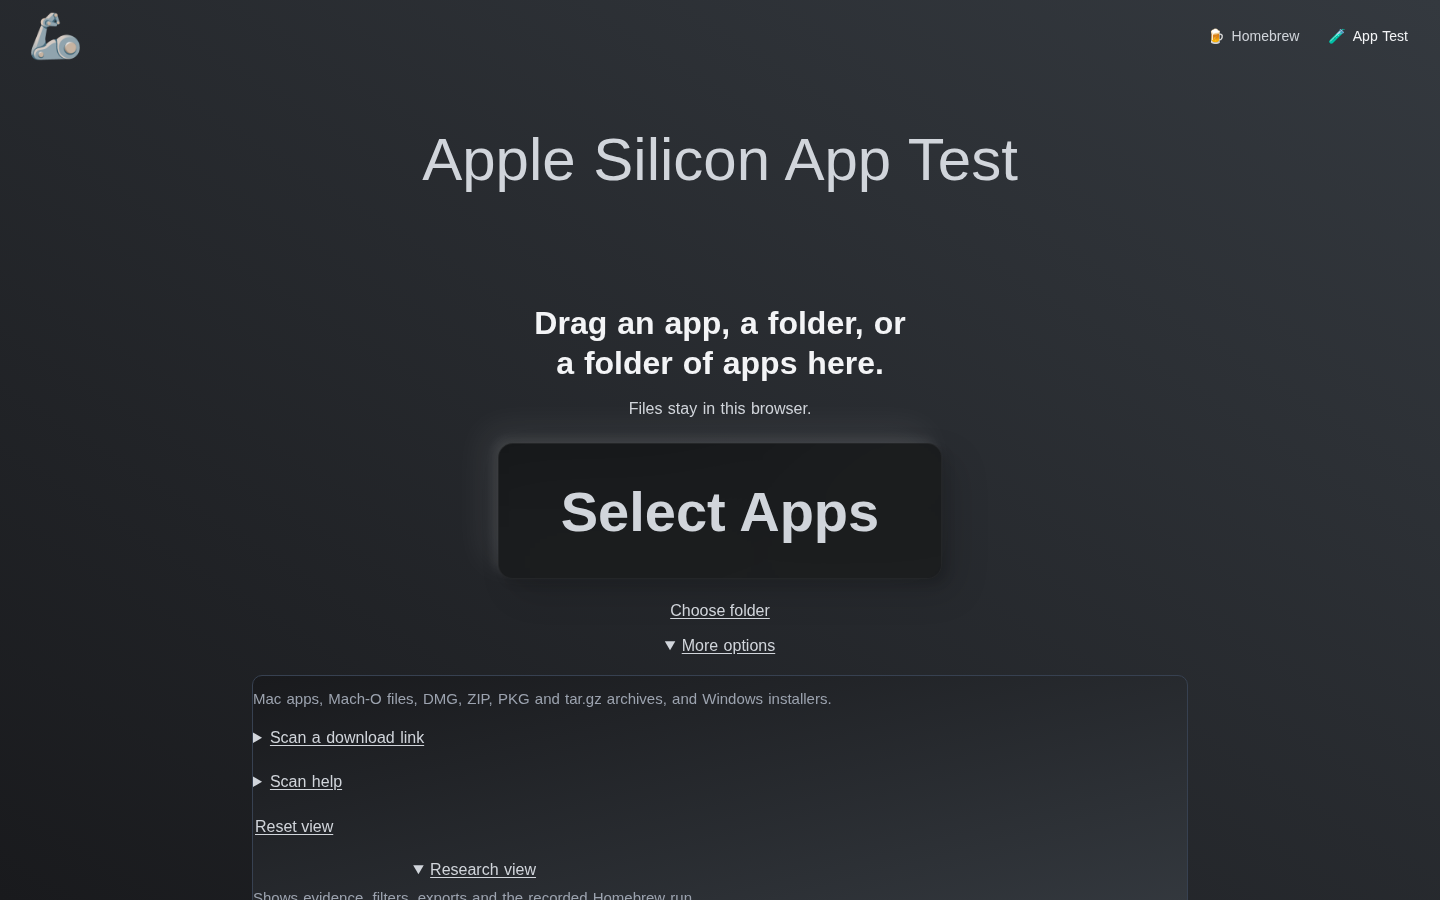 Homebrew
App Test
Apple Silicon App Test
Drag an app, a folder, or
a folder of apps here.
Files stay in this browser.
Select Apps
Choose folder
More options
Mac apps, Mach-O files, DMG, ZIP, PKG and tar.gz archives, and Windows installers.
Scan a download link
Scan help
Reset view
Research view
Shows evidence, filters, exports and the recorded Homebrew run